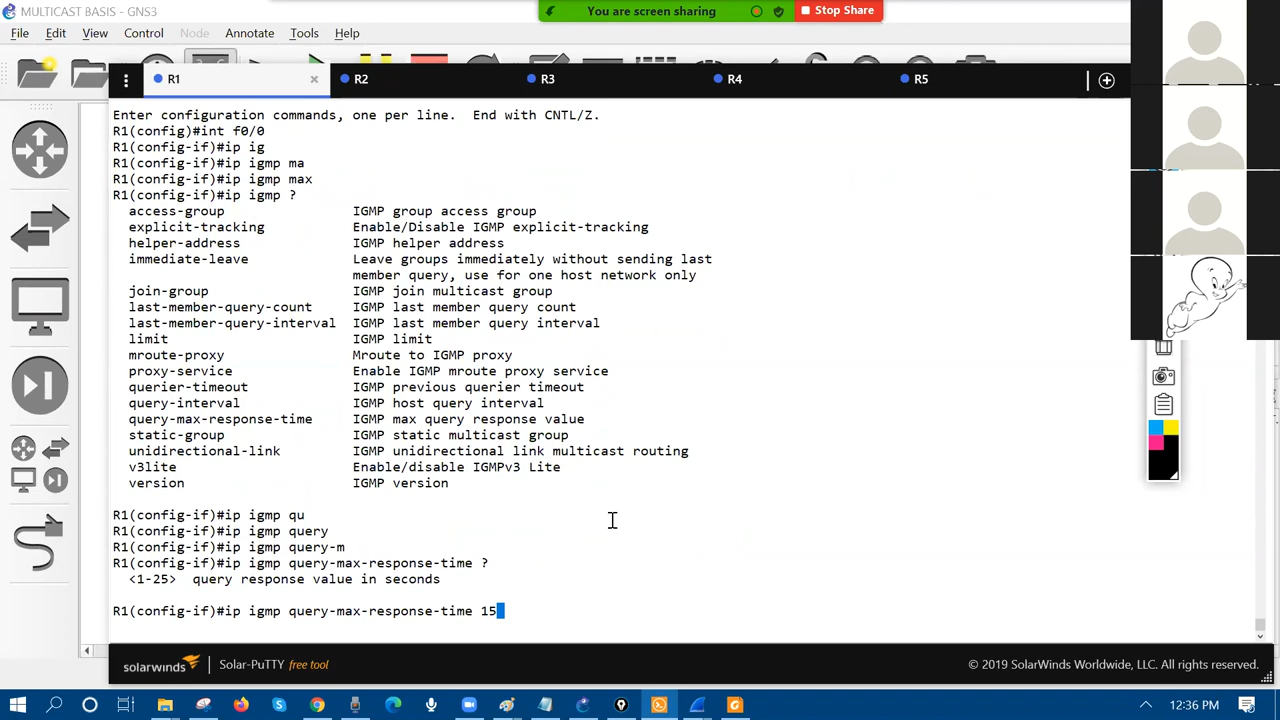 MULTICAST BASIS - GNS3
You are screen sharing
Stop Share
File Edit View Control Node Annotate Tools Help
R1 × R2 R3 R4 R5
Enter configuration commands, one per line. End with CNTL/Z.
R1(config)#int f0/0
R1(config-if)#ip ig
R1(config-if)#ip igmp ma
R1(config-if)#ip igmp max
R1(config-if)#ip igmp ?
access-group IGMP group access group
explicit-tracking Enable/Disable IGMP explicit-tracking
helper-address IGMP helper address
immediate-leave Leave groups immediately without sending last
member query, use for one host network only
join-group IGMP join multicast group
last-member-query-count IGMP last member query count
last-member-query-interval IGMP last member query interval
limit IGMP limit
mroute-proxy Mroute to IGMP proxy
proxy-service Enable IGMP mroute proxy service
querier-timeout IGMP previous querier timeout
query-interval IGMP host query interval
query-max-response-time IGMP max query response value
static-group IGMP static multicast group
unidirectional-link IGMP unidirectional link multicast routing
v3lite Enable/disable IGMPv3 Lite
version IGMP version
R1(config-if)#ip igmp qu
R1(config-if)#ip igmp query
R1(config-if)#ip igmp query-m
R1(config-if)#ip igmp query-max-response-time ?
<1-25> query response value in seconds
R1(config-if)#ip igmp query-max-response-time 15
solarwinds Solar-PuTTY free tool © 2019 SolarWinds Worldwide, LLC. All rights reserved.
12:36 PM